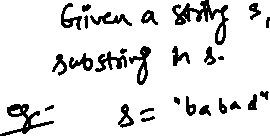 Given a string s,
substring in s.
eg:- s = "babad"